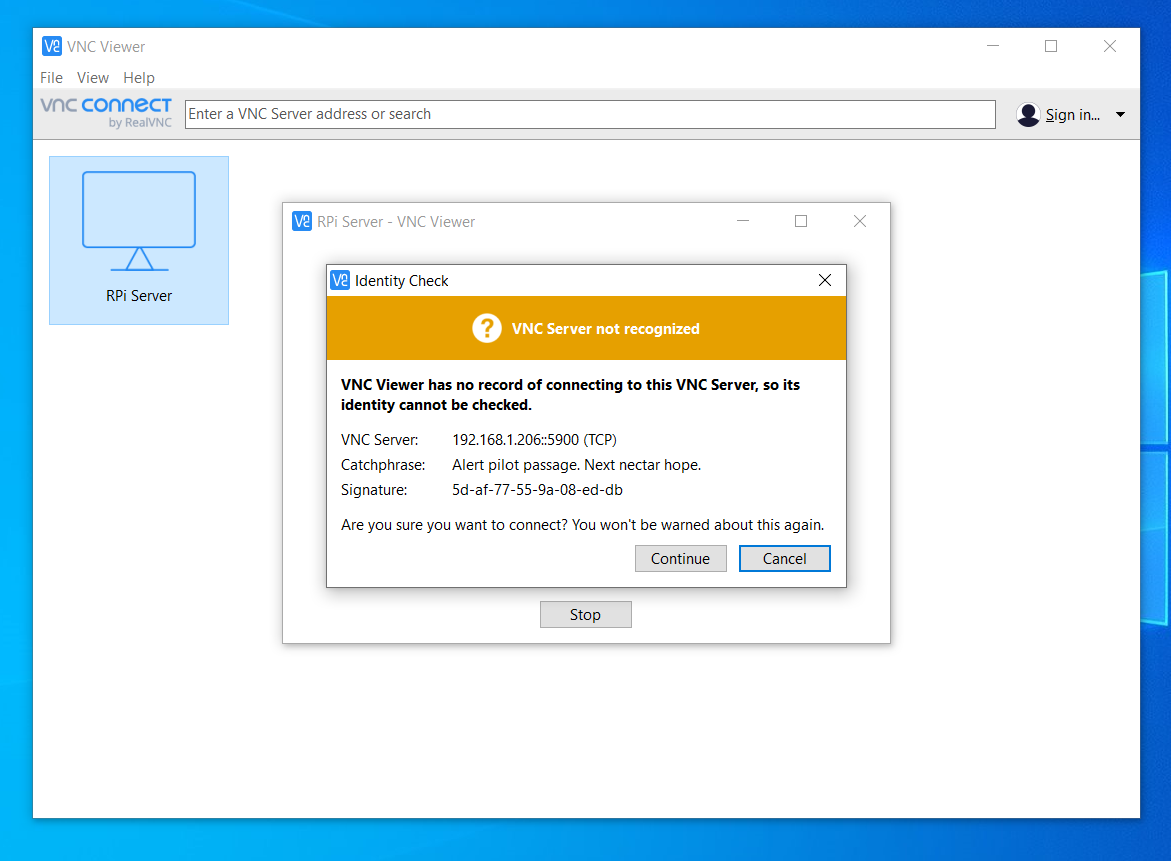 VNC Viewer
File View Help
vnc connect
by RealVNC
Enter a VNC Server address or search
Sign in...
RPi Server
RPi Server - VNC Viewer
Identity Check
? VNC Server not recognized
VNC Viewer has no record of connecting to this VNC Server, so its
identity cannot be checked.
VNC Server: 192.168.1.206::5900 (TCP)
Catchphrase: Alert pilot passage. Next nectar hope.
Signature: 5d-af-77-55-9a-08-ed-db
Are you sure you want to connect? You won't be warned about this again.
Continue Cancel
Stop